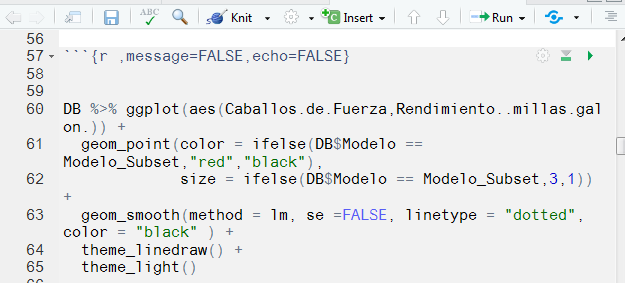 ABC Knit Insert Run
56
57 ```{r ,message=FALSE,echo=FALSE}
58
59
60 DB %>% ggplot(aes(Caballos.de.Fuerza,Rendimiento..millas.gal
on.)) +
61 geom_point(color = ifelse(DB$Modelo ==
Modelo_Subset,"red","black"),
62 size = ifelse(DB$Modelo == Modelo_Subset,3,1))
+
63 geom_smooth(method = lm, se =FALSE, linetype = "dotted",
color = "black" ) +
64 theme_linedraw() +
65 theme_light()